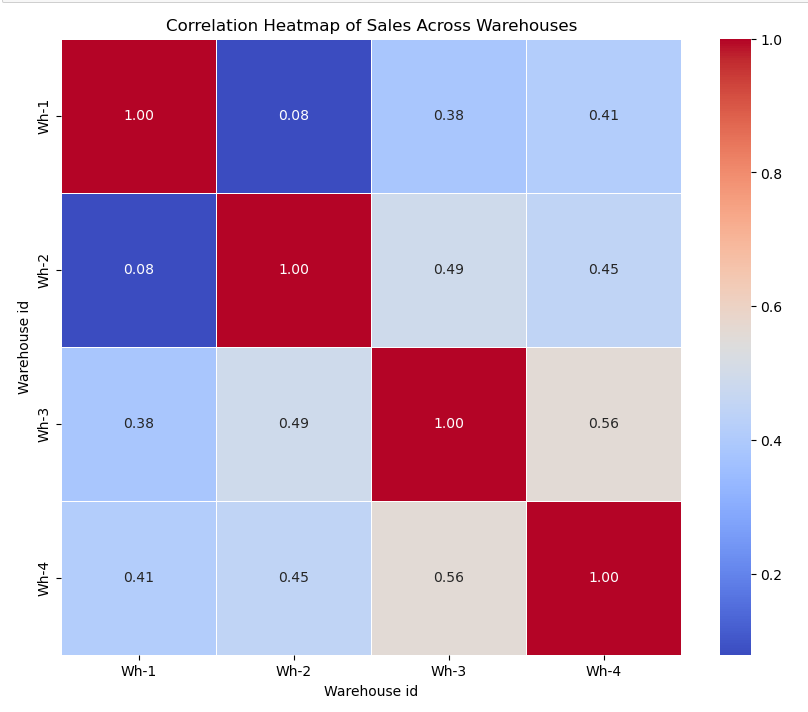 Correlation Heatmap of Sales Across Warehouses
1.00 0.08 0.38 0.41
0.08 1.00 0.49 0.45
0.38 0.49 1.00 0.56
0.41 0.45 0.56 1.00
Wh-1
Wh-2
Wh-3
Wh-4
Warehouse id
Wh-1 Wh-2 Wh-3 Wh-4
Warehouse id
1.0
0.8
0.6
0.4
0.2